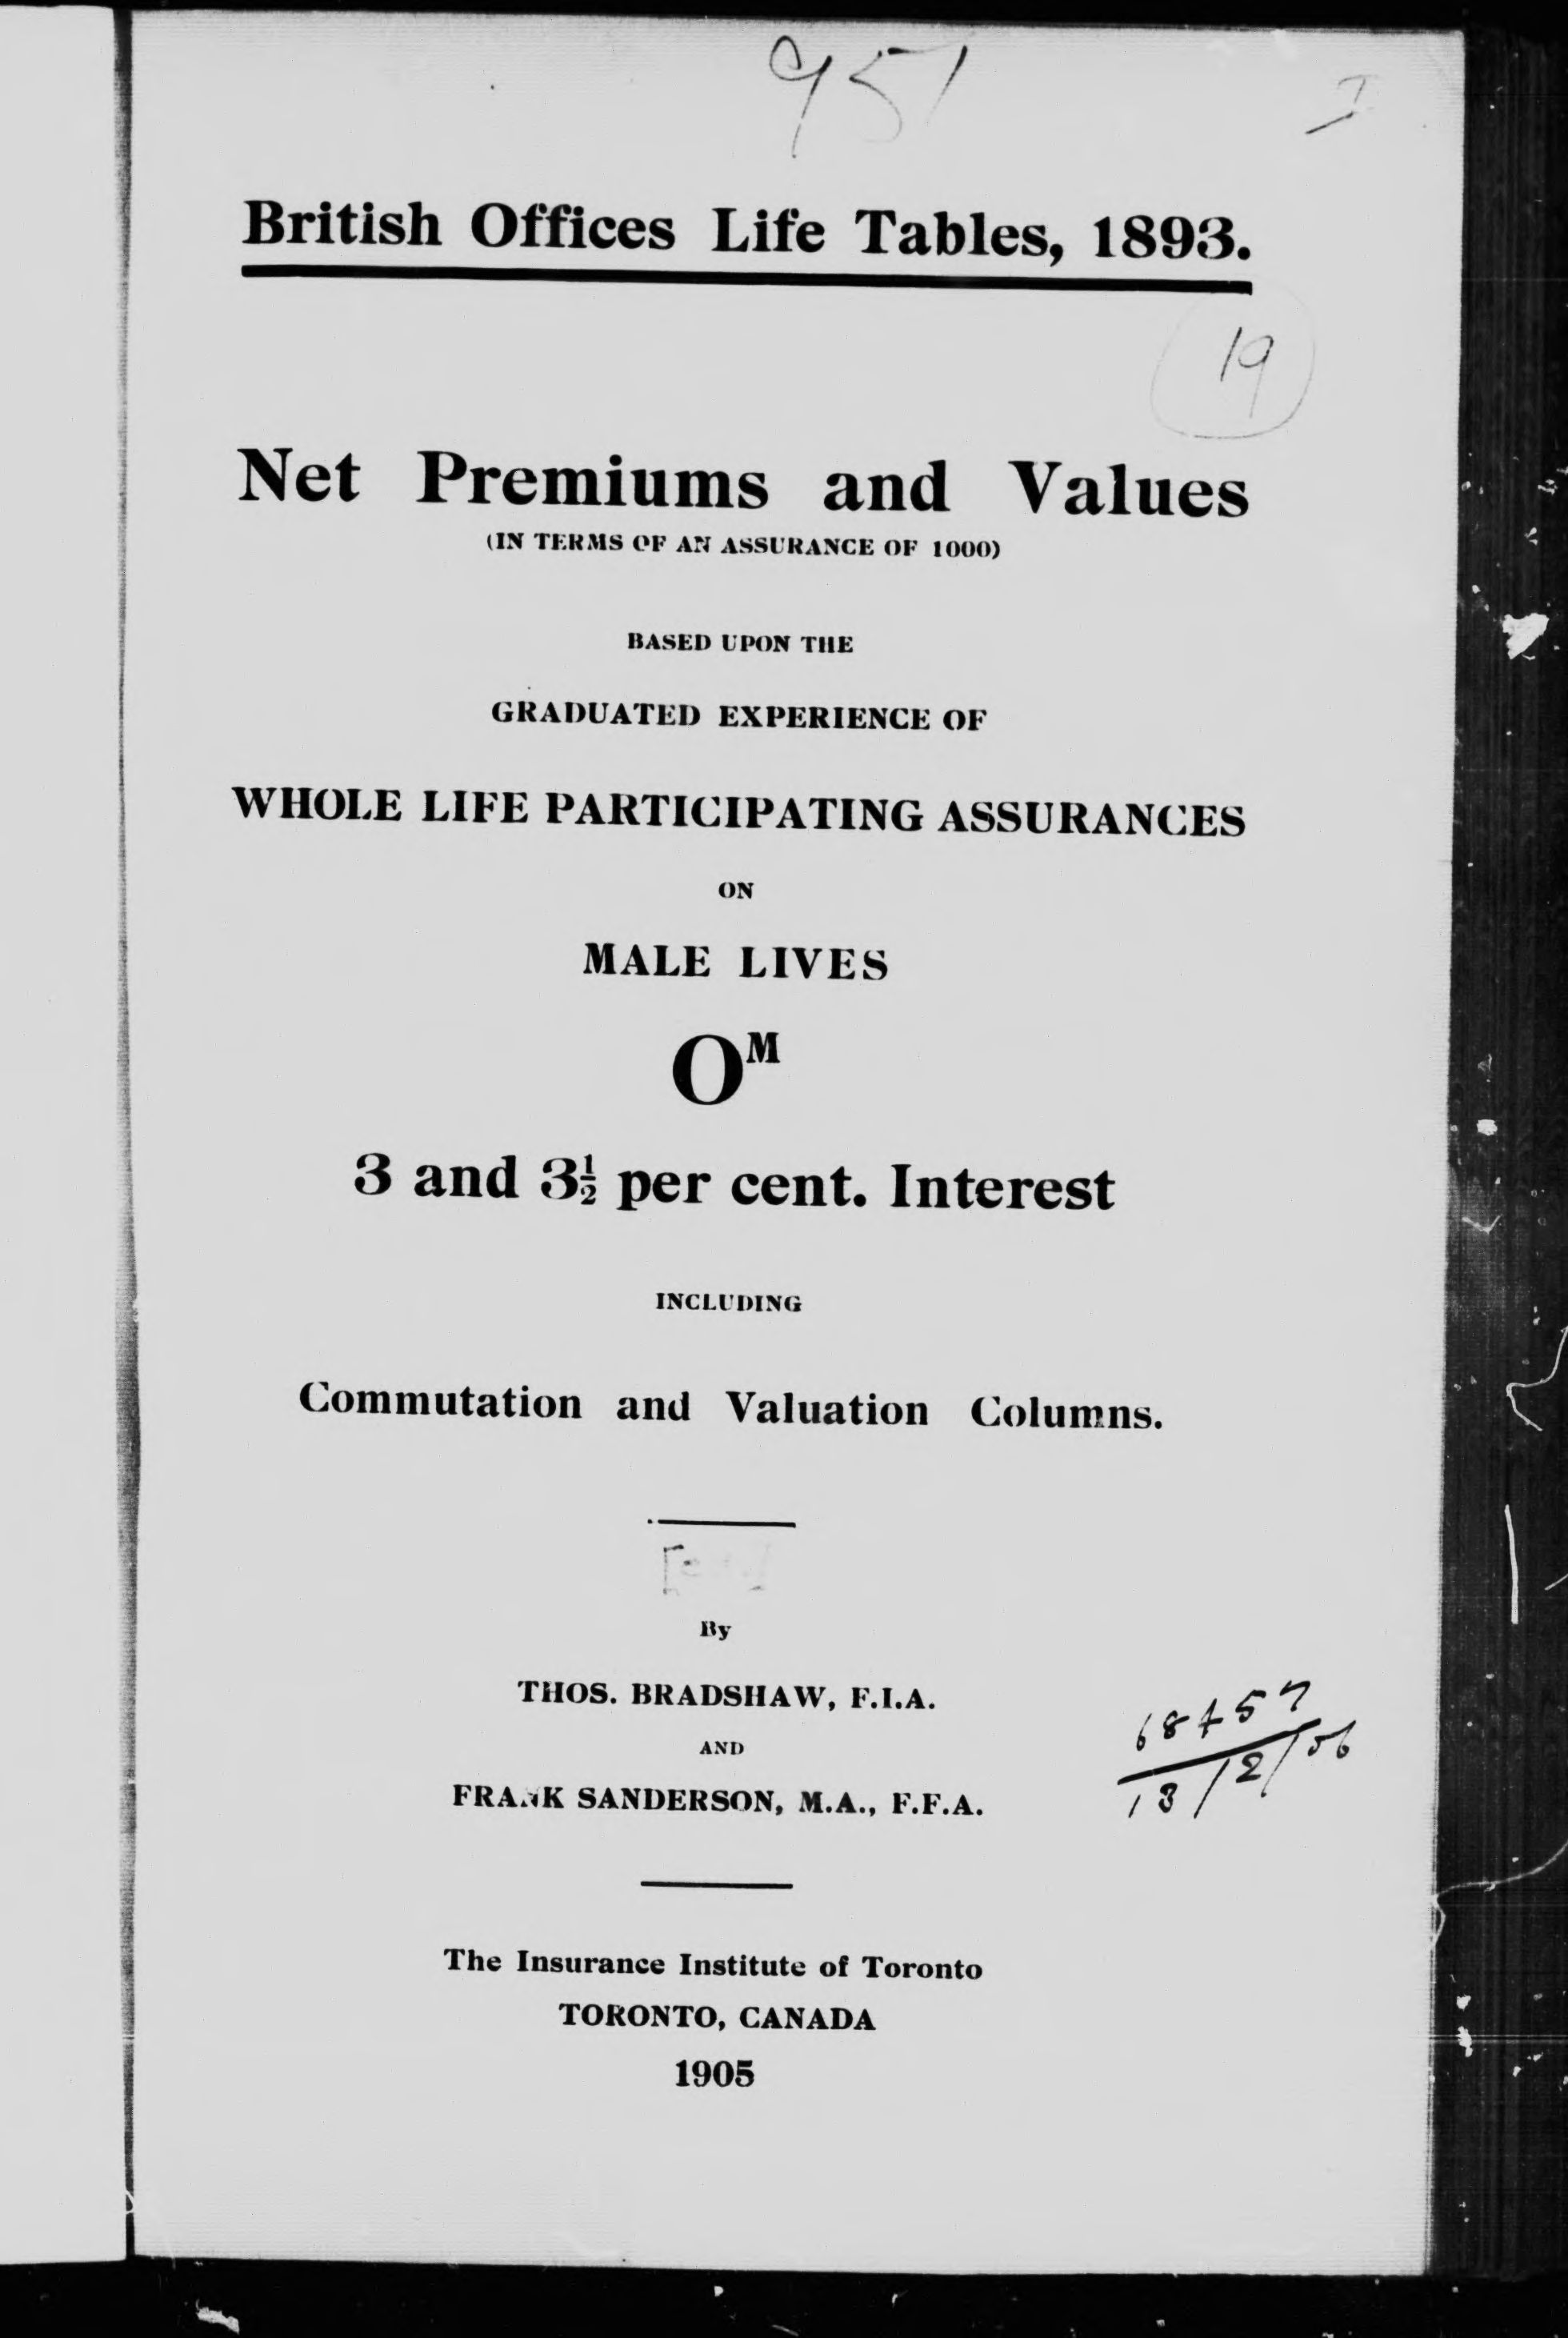 951
I
British Offices Life Tables, 1893.
19
Net Premiums and Values
(IN TERMS OF AN ASSURANCE OF 1000)
BASED UPON THE
GRADUATED EXPERIENCE OF
WHOLE LIFE PARTICIPATING ASSURANCES
ON
MALE LIVES
Oᴹ
3 and 3½ per cent. Interest
INCLUDING
Commutation and Valuation Columns.
By
THOS. BRADSHAW, F.I.A.
AND
FRANK SANDERSON, M.A., F.F.A.
68457
13/2/06
The Insurance Institute of Toronto
TORONTO, CANADA
1905